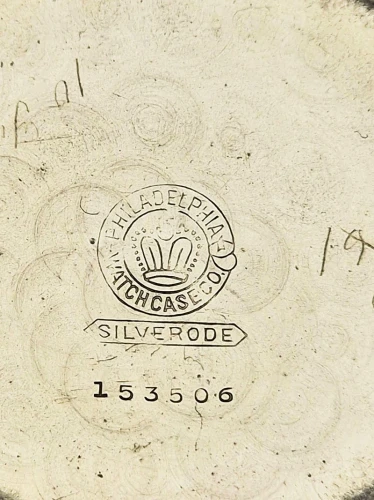 PHILADELPHIA
WATCH CASE CO.
SILVERODE
153506